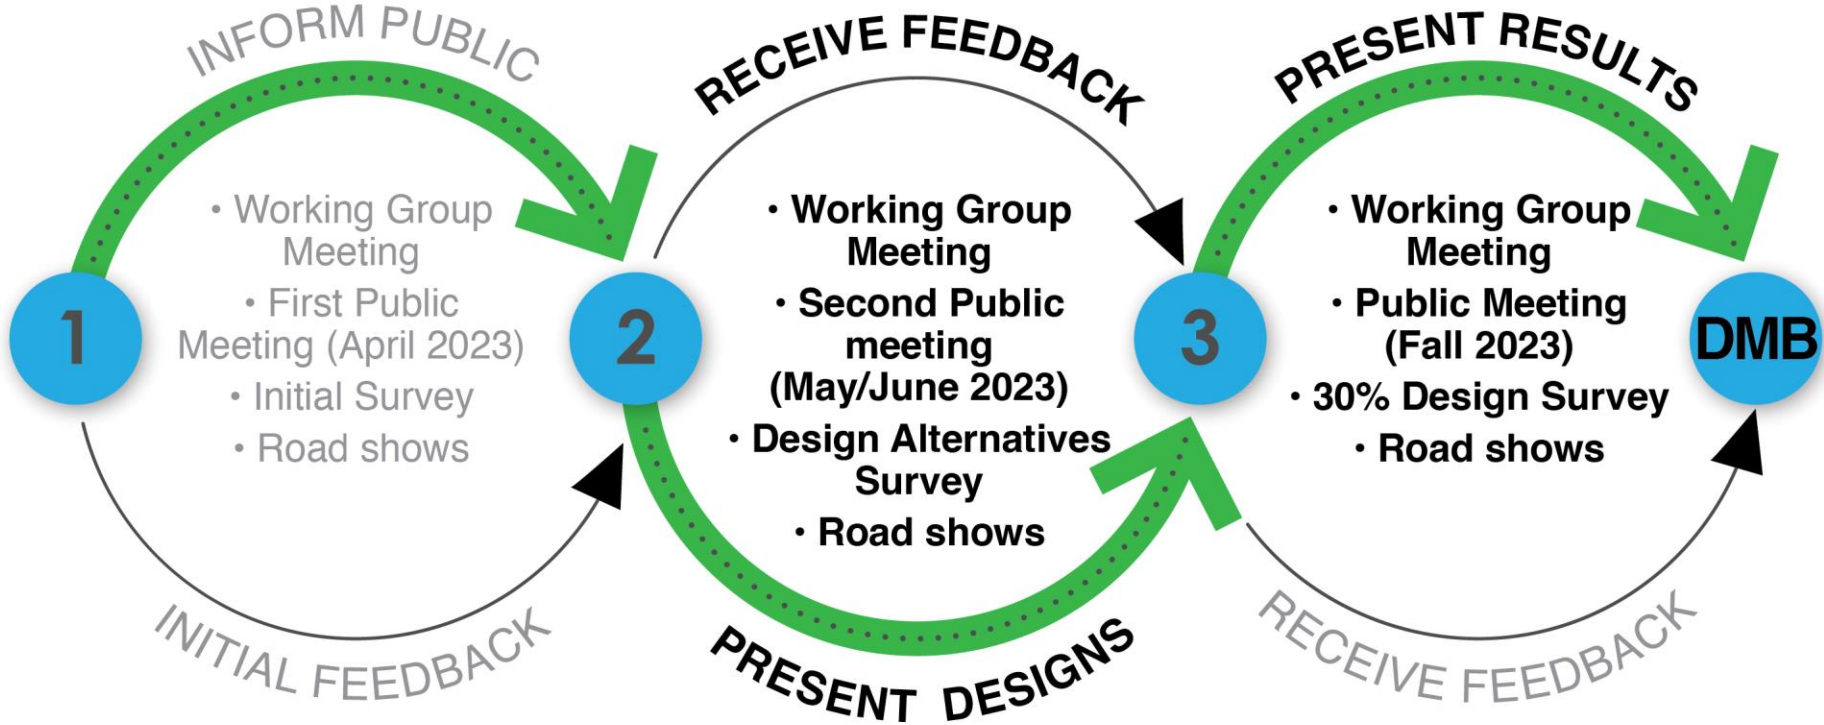 INFORM PUBLIC
1
• Working Group
Meeting
• First Public
Meeting (April 2023)
• Initial Survey
• Road shows
INITIAL FEEDBACK
RECEIVE FEEDBACK
2
• Working Group
Meeting
• Second Public
meeting
(May/June 2023)
• Design Alternatives
Survey
• Road shows
PRESENT DESIGNS
PRESENT RESULTS
3
• Working Group
Meeting
• Public Meeting
(Fall 2023)
• 30% Design Survey
• Road shows
RECEIVE FEEDBACK
DMB